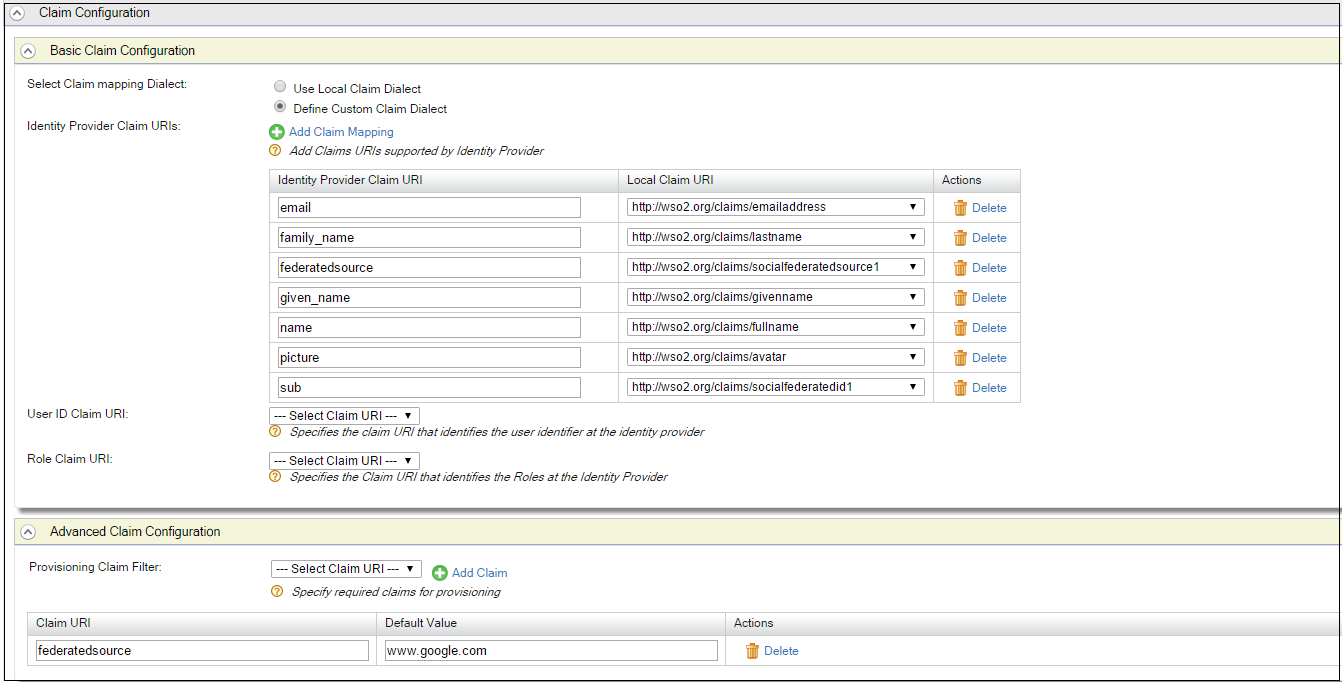 Claim Configuration
Basic Claim Configuration
Select Claim mapping Dialect:
Use Local Claim Dialect
Define Custom Claim Dialect
Identity Provider Claim URIs:
Add Claim Mapping
Add Claims URIs supported by Identity Provider
Identity Provider Claim URI Local Claim URI Actions
email http://wso2.org/claims/emailaddress Delete
family_name http://wso2.org/claims/lastname Delete
federatedsource http://wso2.org/claims/socialfederatedsource1 Delete
given_name http://wso2.org/claims/givenname Delete
name http://wso2.org/claims/fullname Delete
picture http://wso2.org/claims/avatar Delete
sub http://wso2.org/claims/socialfederatedid1 Delete
User ID Claim URI: --- Select Claim URI ---
Specifies the claim URI that identifies the user identifier at the identity provider
Role Claim URI: --- Select Claim URI ---
Specifies the Claim URI that identifies the Roles at the Identity Provider
Advanced Claim Configuration
Provisioning Claim Filter: --- Select Claim URI --- Add Claim
Specify required claims for provisioning
Claim URI Default Value Actions
federatedsource www.google.com Delete